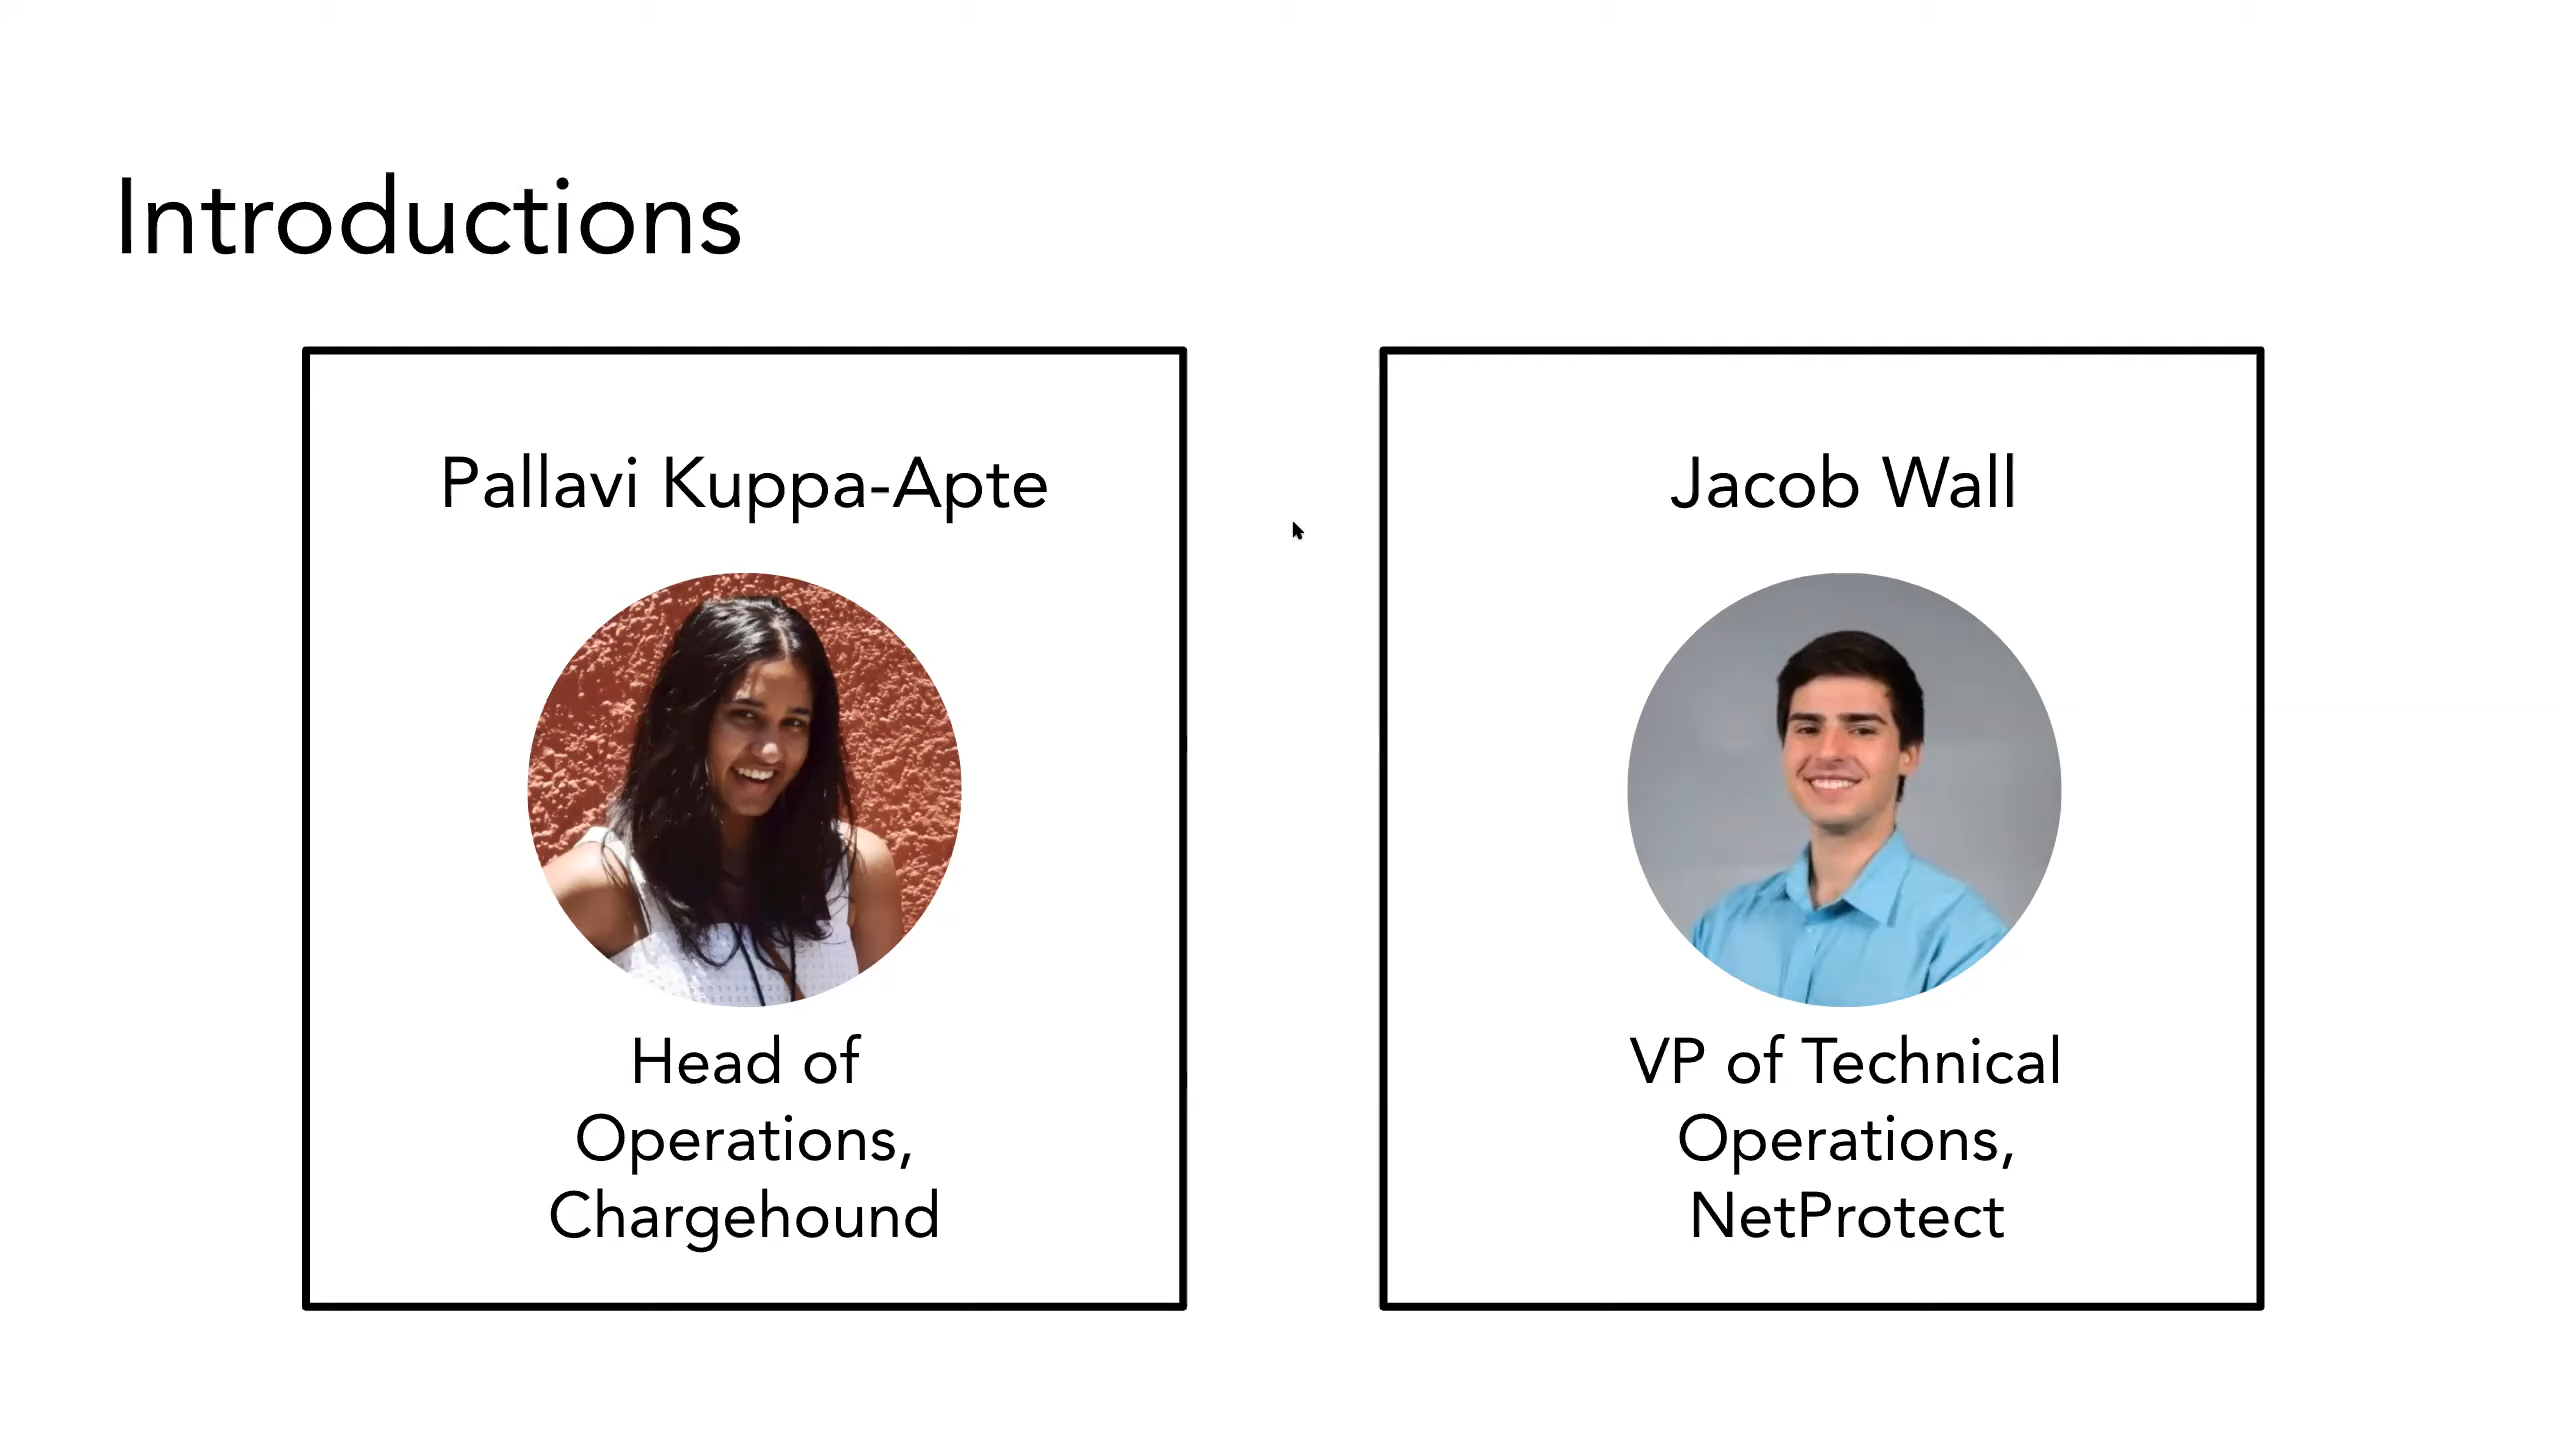 Introductions
Pallavi Kuppa-Apte
Head of
Operations,
Chargehound
Jacob Wall
VP of Technical
Operations,
NetProtect